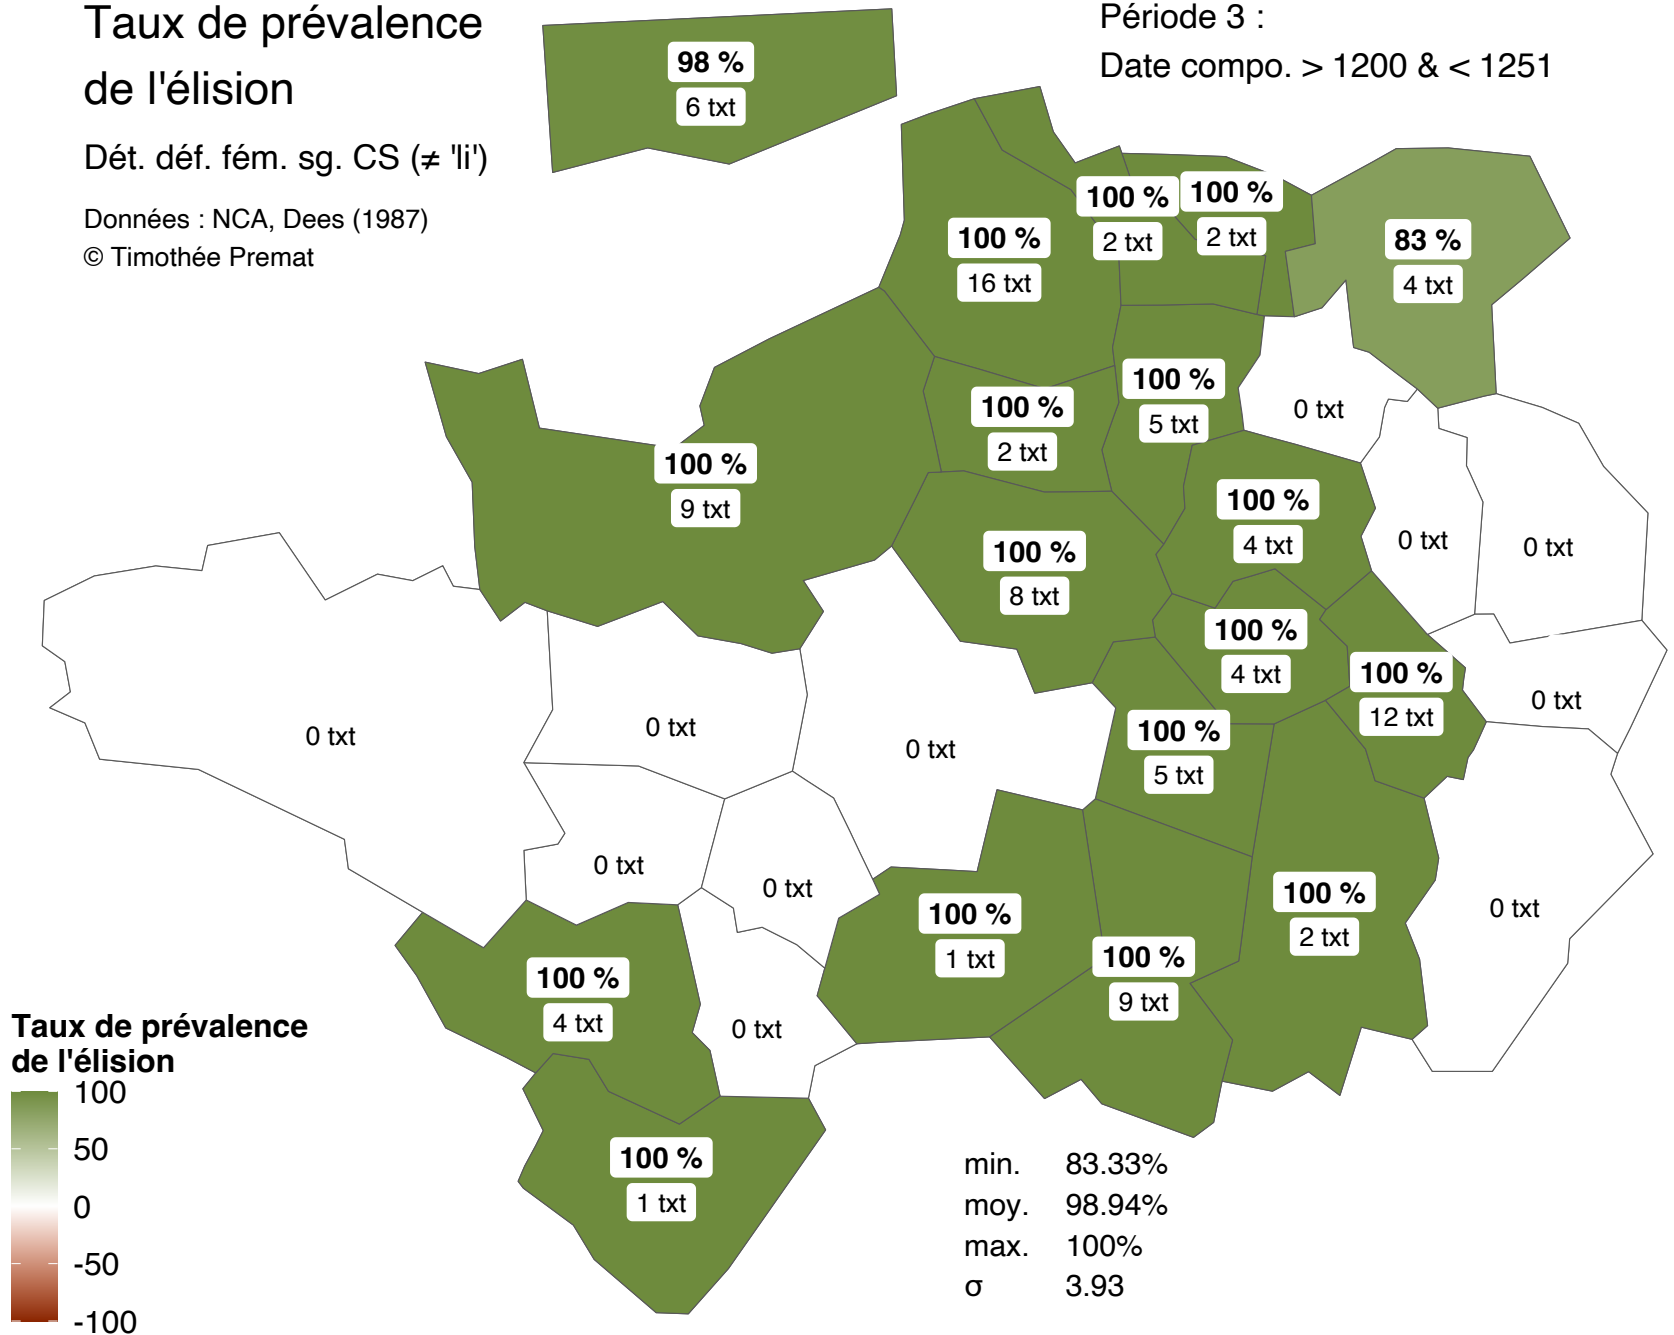 Taux de prévalence
de l'élision
Dét. déf. fém. sg. CS (≠ 'li')
Données : NCA, Dees (1987)
© Timothée Premat
Période 3 :
Date compo. > 1200 & < 1251
98 %
6 txt
100 %
2 txt
100 %
2 txt
100 %
16 txt
83 %
4 txt
100 %
5 txt
100 %
2 txt
0 txt
100 %
9 txt
100 %
4 txt
0 txt
0 txt
100 %
8 txt
100 %
4 txt
100 %
12 txt
0 txt
0 txt
0 txt
0 txt
100 %
5 txt
0 txt
0 txt
100 %
2 txt
0 txt
100 %
1 txt
100 %
9 txt
100 %
4 txt
0 txt
100 %
1 txt
Taux de prévalence
de l'élision
100
50
0
-50
-100
min. 83.33%
moy. 98.94%
max. 100%
σ 3.93